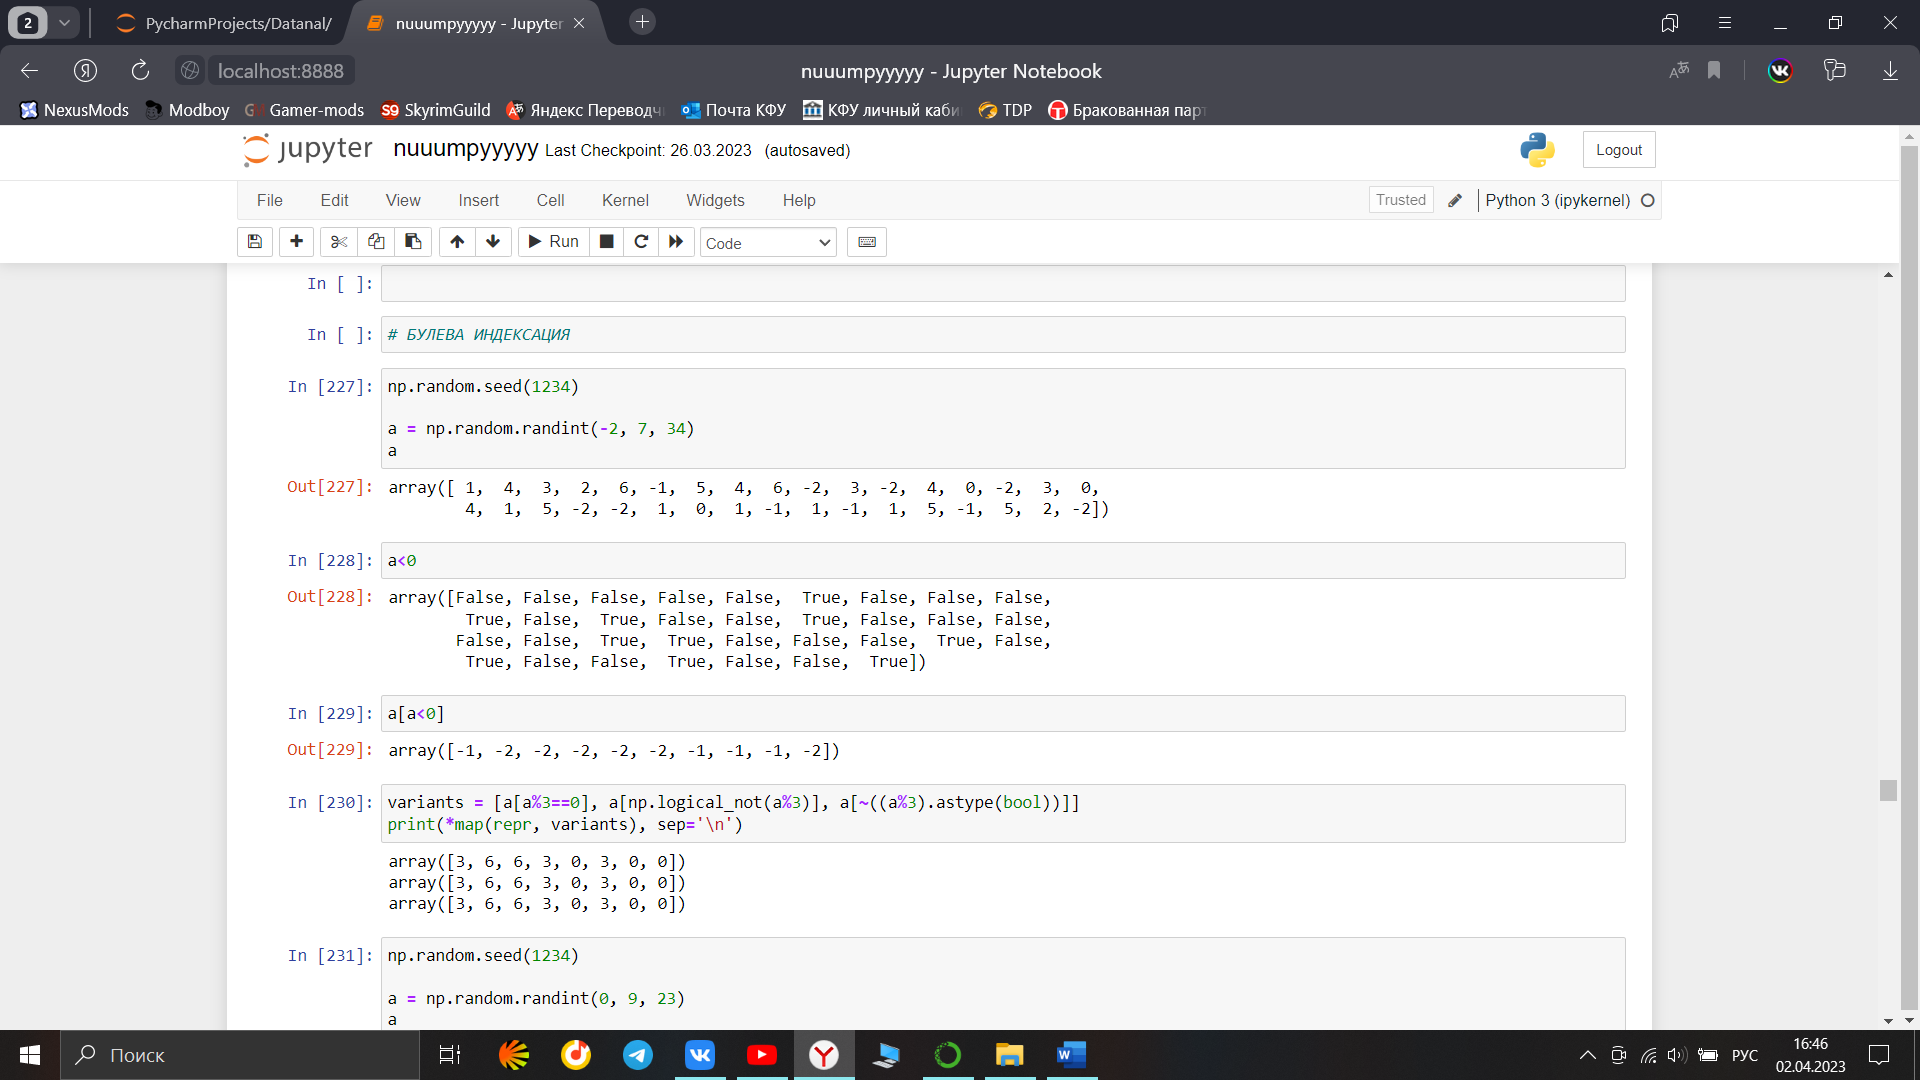 2
PycharmProjects/Datanal/
nuuumpyyyyy - Jupyter
Я
localhost:8888
nuuumpyyyyy - Jupyter Notebook
NexusMods
Modboy
Gamer-mods
S9 SkyrimGuild
Яндекс Переводчи
Почта КФУ
КФУ личный каби
TDP
Бракованная парт
jupyter
nuuumpyyyyy Last Checkpoint: 26.03.2023 (autosaved)
Logout
File Edit View Insert Cell Kernel Widgets Help
Trusted
Python 3 (ipykernel)
Run
Code
In [ ]:
In [ ]: # БУЛЕВА ИНДЕКСАЦИЯ
In [227]: np.random.seed(1234)
a = np.random.randint(-2, 7, 34)
a
Out[227]: array([ 1, 4, 3, 2, 6, -1, 5, 4, 6, -2, 3, -2, 4, 0, -2, 3, 0,
4, 1, 5, -2, -2, 1, 0, 1, -1, 1, -1, 1, 5, -1, 5, 2, -2])
In [228]: a<0
Out[228]: array([False, False, False, False, False, True, False, False, False,
True, False, True, False, False, True, False, False, False,
False, False, True, True, False, False, False, True, False,
True, False, False, True, False, False, True])
In [229]: a[a<0]
Out[229]: array([-1, -2, -2, -2, -2, -2, -1, -1, -1, -2])
In [230]: variants = [a[a%3==0], a[np.logical_not(a%3)], a[~((a%3).astype(bool))]]
print(*map(repr, variants), sep='\n')
array([3, 6, 6, 3, 0, 3, 0, 0])
array([3, 6, 6, 3, 0, 3, 0, 0])
array([3, 6, 6, 3, 0, 3, 0, 0])
In [231]: np.random.seed(1234)
a = np.random.randint(0, 9, 23)
a
Поиск
РУС
16:46
02.04.2023